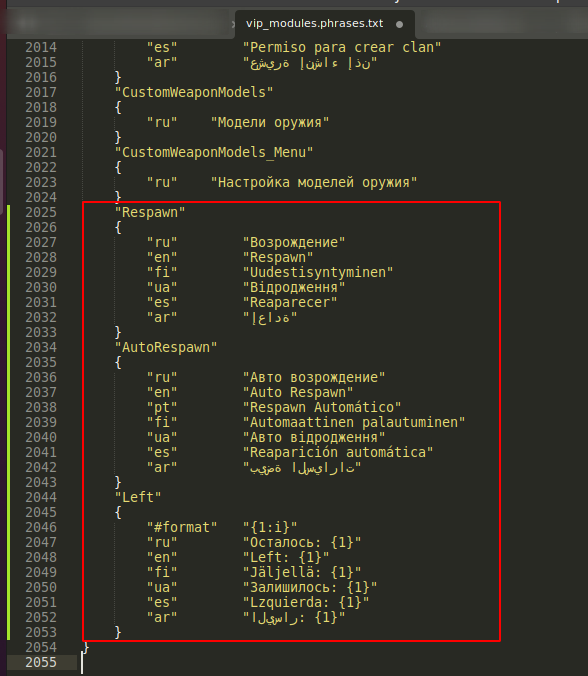 2014 "es" "Permiso para crear clan"
2015 "ar" "عشيرة إنشاء إذن"
2016 }
2017 "CustomWeaponModels"
2018 {
2019 "ru" "Модели оружия"
2020 }
2021 "CustomWeaponModels_Menu"
2022 {
2023 "ru" "Настройка моделей оружия"
2024 }
2025 "Respawn"
2026 {
2027 "ru" "Возрождение"
2028 "en" "Respawn"
2029 "fi" "Uudestisyntyminen"
2030 "ua" "Відродження"
2031 "es" "Reaparecer"
2032 "ar" "إعادة"
2033 }
2034 "AutoRespawn"
2035 {
2036 "ru" "Авто возрождение"
2037 "en" "Auto Respawn"
2038 "pt" "Respawn Automático"
2039 "fi" "Automaattinen palautuminen"
2040 "ua" "Авто відродження"
2041 "es" "Reaparición automática"
2042 "ar" "بيضة السيارات"
2043 }
2044 "Left"
2045 {
2046 "#format" "{1:i}"
2047 "ru" "Осталось: {1}"
2048 "en" "Left: {1}"
2049 "fi" "Jäljellä: {1}"
2050 "ua" "Залишилось: {1}"
2051 "es" "Lzquierda: {1}"
2052 "ar" "اليسار: {1}"
2053 }
2054 }
2055
vip_modules.phrases.txt